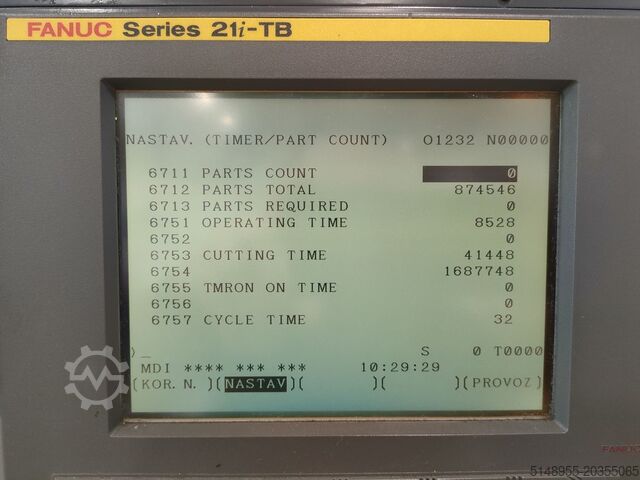 FANUC Series 21i-TB
NASTAV. (TIMER/PART COUNT) O1232 N00000
6711 PARTS COUNT 0
6712 PARTS TOTAL 874546
6713 PARTS REQUIRED 0
6751 OPERATING TIME 8528
6752 0
6753 CUTTING TIME 41448
6754 1687748
6755 TMRON ON TIME 0
6756 0
6757 CYCLE TIME 32
)_ S 0 T0000
MDI **** *** *** 10:29:29
(KOR. N. )(NASTAV)( )( )(PROVOZ)
FANUC
5148955-20355065